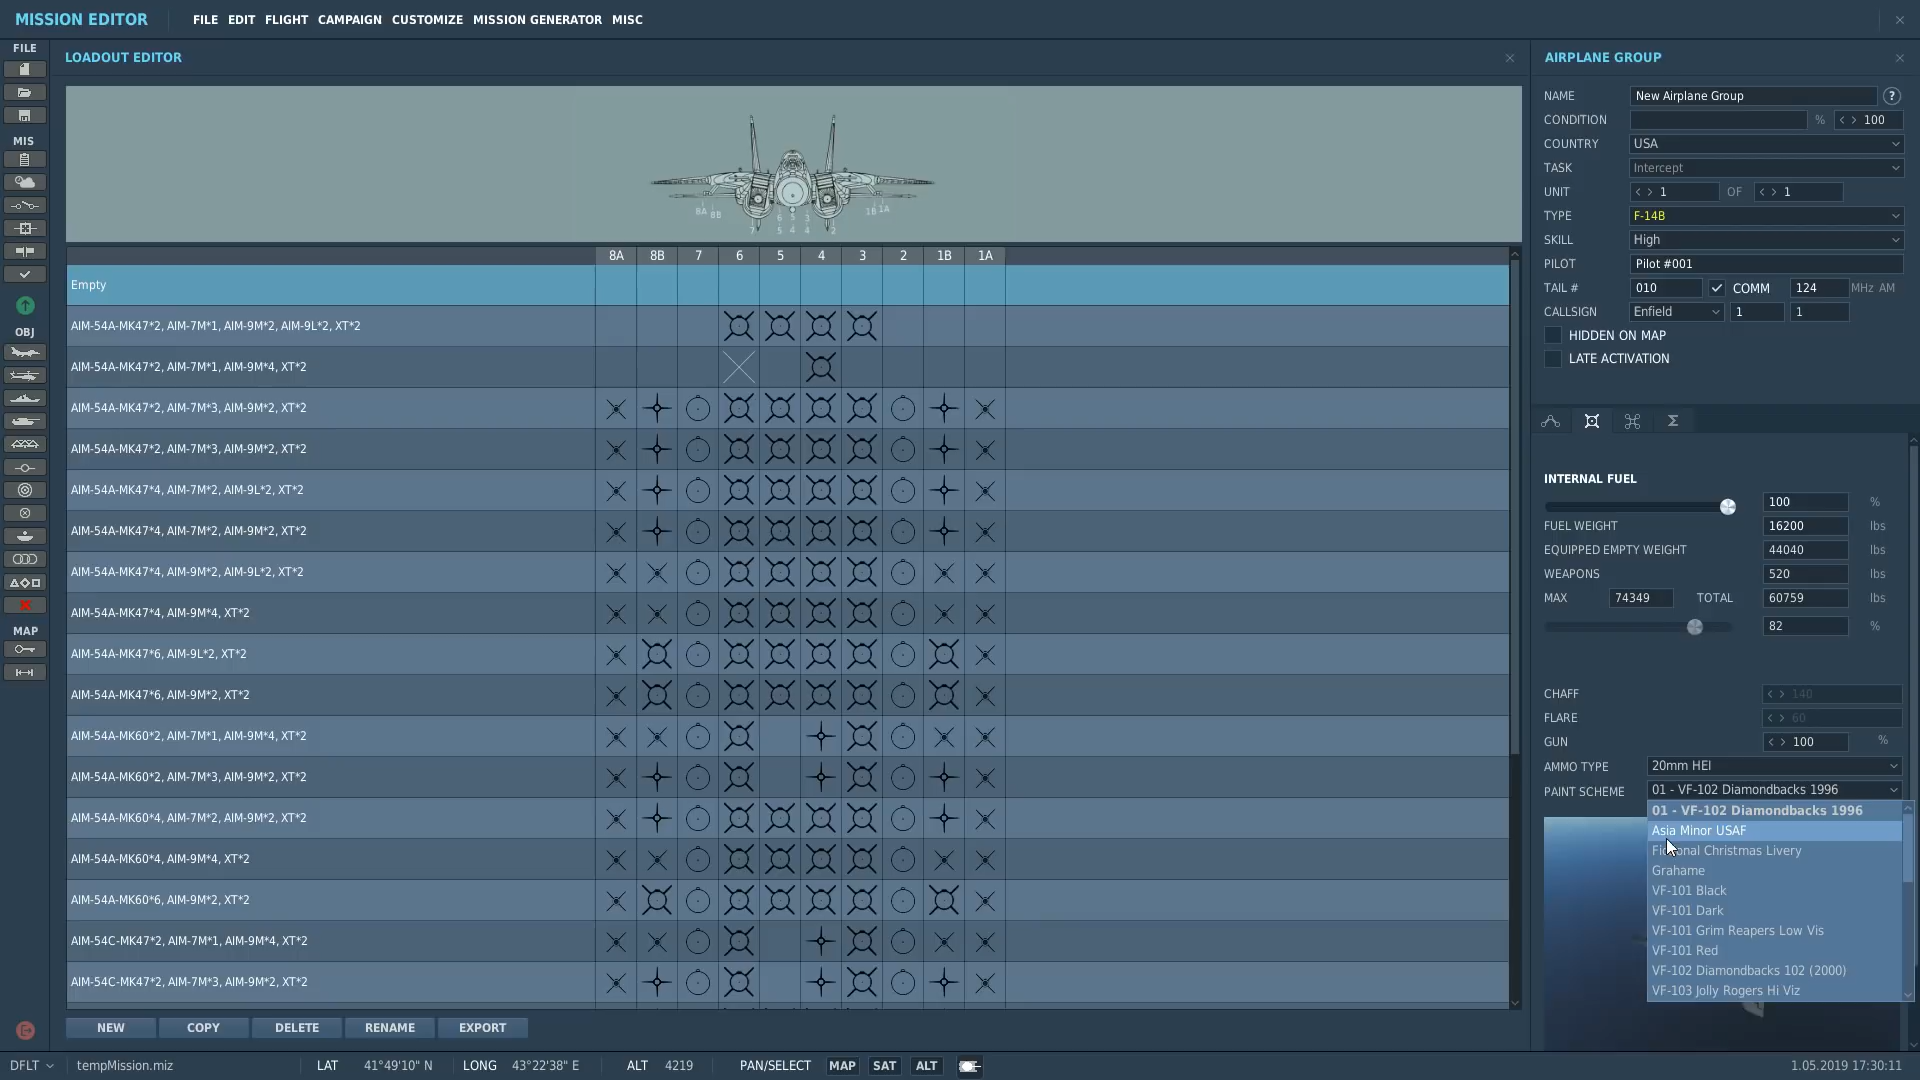 MISSION EDITOR FILE EDIT FLIGHT CAMPAIGN CUSTOMIZE MISSION GENERATOR MISC
FILE
MIS
OBJ
MAP
LOADOUT EDITOR
8A 8B 7 6 5 5 4 3 4 4 2 1B 1A
8A 8B 7 6 5 4 3 2 1B 1A
Empty
AIM-54A-MK47*2, AIM-7M*1, AIM-9M*2, AIM-9L*2, XT*2
AIM-54A-MK47*2, AIM-7M*1, AIM-9M*4, XT*2
AIM-54A-MK47*2, AIM-7M*3, AIM-9M*2, XT*2
AIM-54A-MK47*2, AIM-7M*3, AIM-9M*2, XT*2
AIM-54A-MK47*4, AIM-7M*2, AIM-9L*2, XT*2
AIM-54A-MK47*4, AIM-7M*2, AIM-9M*2, XT*2
AIM-54A-MK47*4, AIM-9M*2, AIM-9L*2, XT*2
AIM-54A-MK47*4, AIM-9M*4, XT*2
AIM-54A-MK47*6, AIM-9L*2, XT*2
AIM-54A-MK47*6, AIM-9M*2, XT*2
AIM-54A-MK60*2, AIM-7M*1, AIM-9M*4, XT*2
AIM-54A-MK60*2, AIM-7M*3, AIM-9M*2, XT*2
AIM-54A-MK60*4, AIM-7M*2, AIM-9M*2, XT*2
AIM-54A-MK60*4, AIM-9M*4, XT*2
AIM-54A-MK60*6, AIM-9M*2, XT*2
AIM-54C-MK47*2, AIM-7M*1, AIM-9M*4, XT*2
AIM-54C-MK47*2, AIM-7M*3, AIM-9M*2, XT*2
NEW COPY DELETE RENAME EXPORT
AIRPLANE GROUP
NAME New Airplane Group ?
CONDITION % < > 100
COUNTRY USA
TASK Intercept
UNIT < > 1 OF < > 1
TYPE F-14B
SKILL High
PILOT Pilot #001
TAIL # 010 COMM 124 MHz AM
CALLSIGN Enfield 1 1
HIDDEN ON MAP
LATE ACTIVATION
Σ
INTERNAL FUEL
100 %
FUEL WEIGHT 16200 lbs
EQUIPPED EMPTY WEIGHT 44040 lbs
WEAPONS 520 lbs
MAX 74349 TOTAL 60759 lbs
82 %
CHAFF < > 140
FLARE < > 60
GUN < > 100 %
AMMO TYPE 20mm HEI
PAINT SCHEME 01 - VF-102 Diamondbacks 1996
01 - VF-102 Diamondbacks 1996
Asia Minor USAF
Fictional Christmas Livery
Grahame
VF-101 Black
VF-101 Dark
VF-101 Grim Reapers Low Vis
VF-101 Red
VF-102 Diamondbacks 102 (2000)
VF-103 Jolly Rogers Hi Viz
DFLT tempMission.miz LAT 41°49'10" N LONG 43°22'38" E ALT 4219 PAN/SELECT MAP SAT ALT 1.05.2019 17:30:11